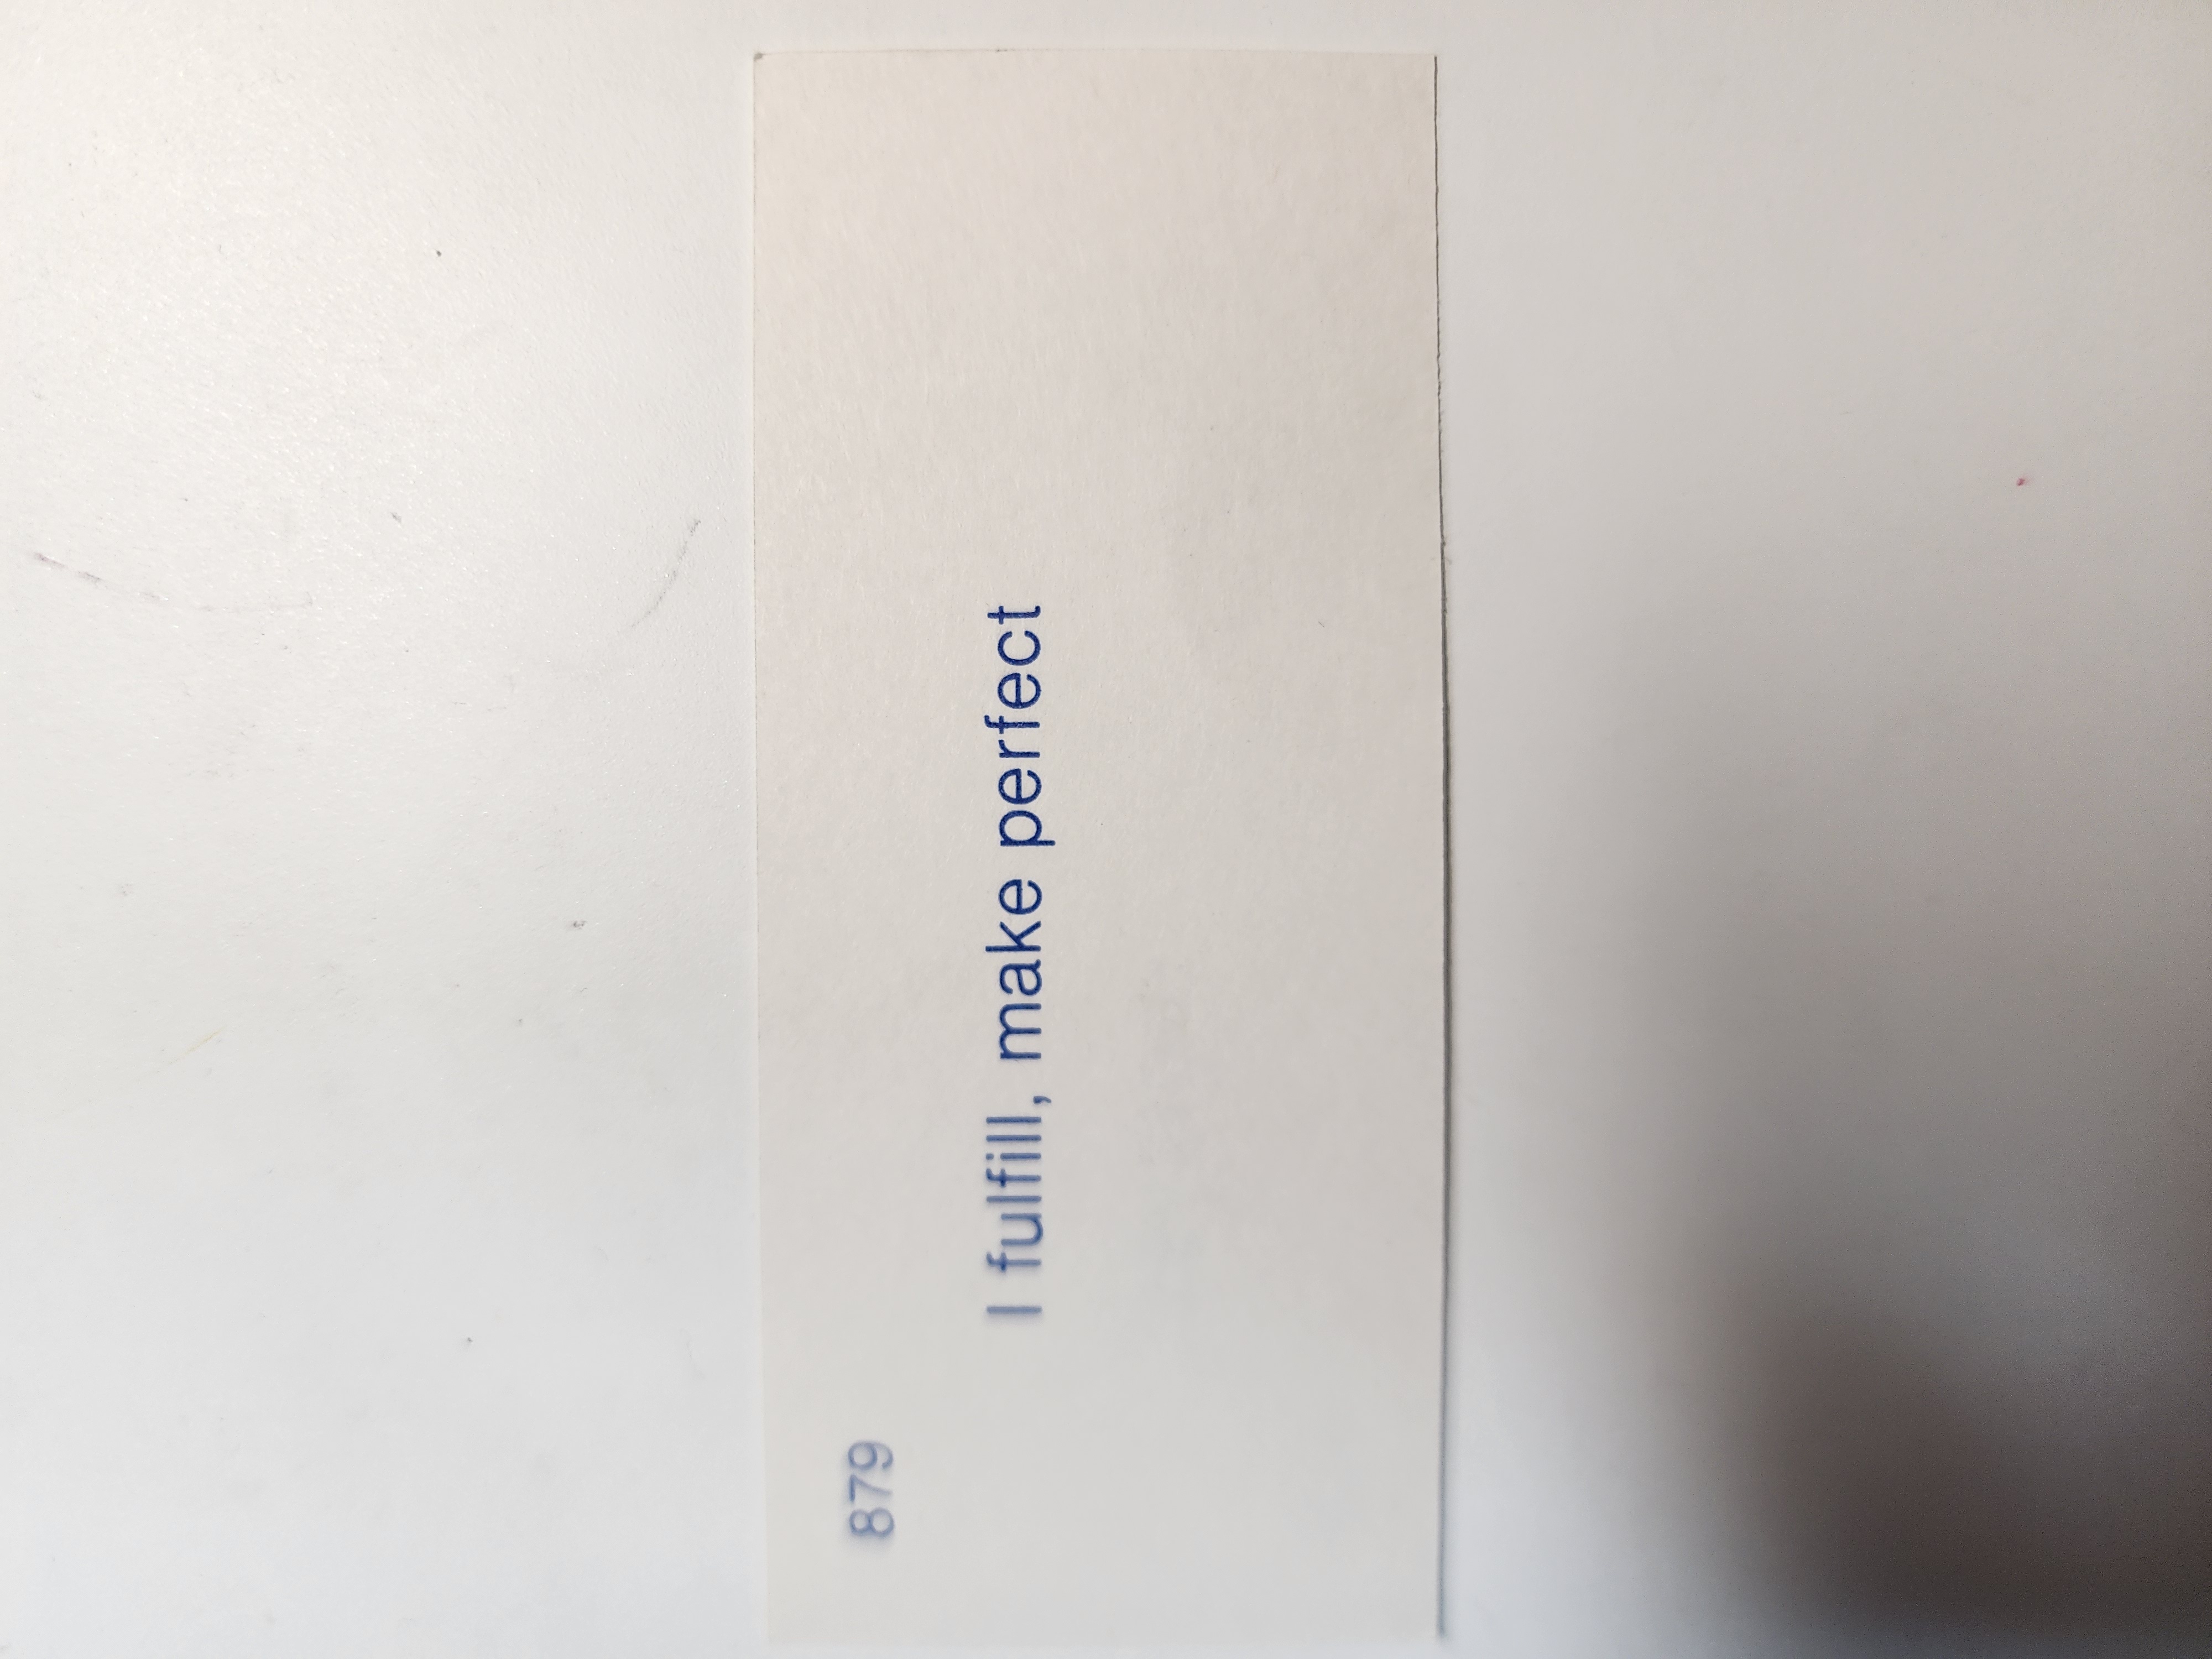 879
I fulfill, make perfect